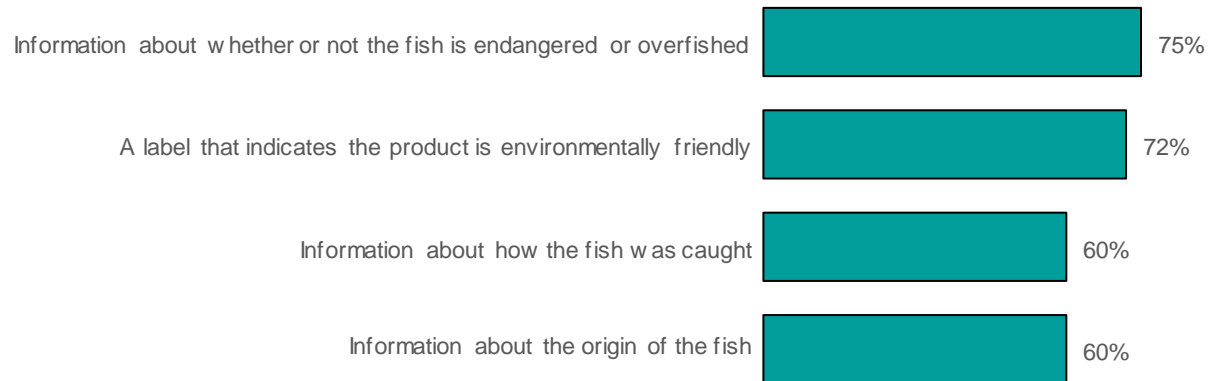 Information about whether or not the fish is endangered or overfished 75%
A label that indicates the product is environmentally friendly 72%
Information about how the fish was caught 60%
Information about the origin of the fish 60%